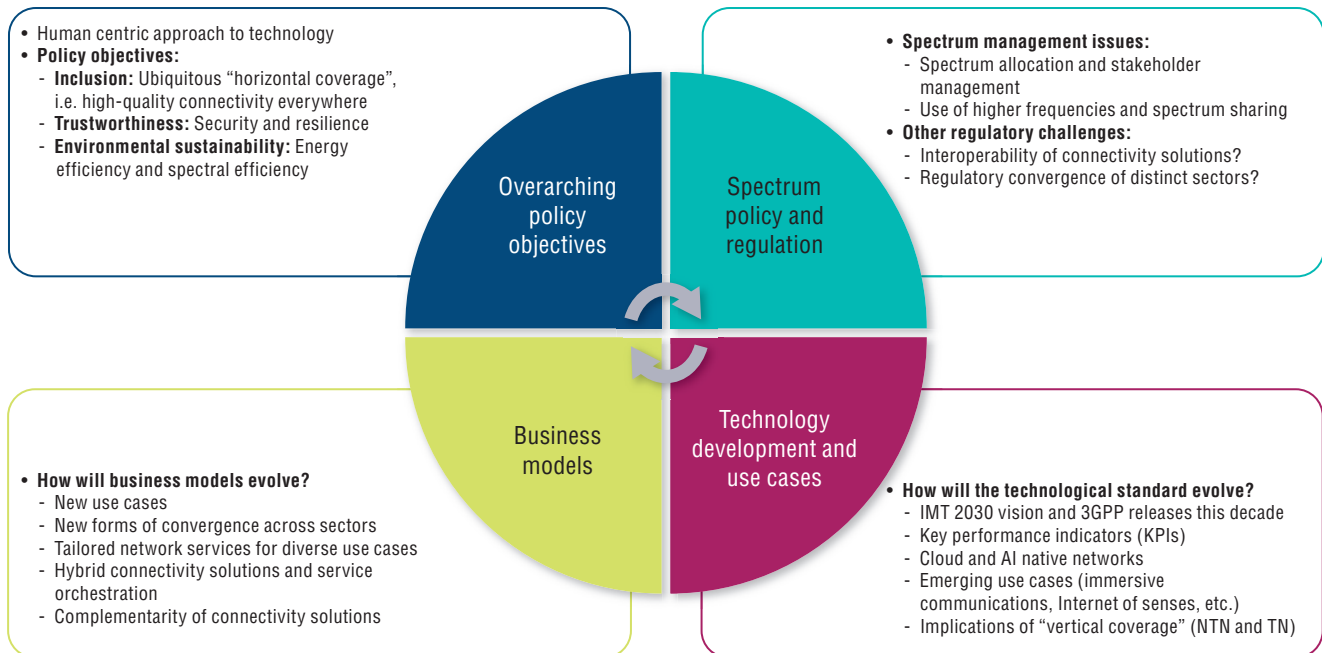 • Human centric approach to technology
• Policy objectives:
- Inclusion: Ubiquitous “horizontal coverage”,
i.e. high-quality connectivity everywhere
- Trustworthiness: Security and resilience
- Environmental sustainability: Energy
efficiency and spectral efficiency
• Spectrum management issues:
- Spectrum allocation and stakeholder
management
- Use of higher frequencies and spectrum sharing
• Other regulatory challenges:
- Interoperability of connectivity solutions?
- Regulatory convergence of distinct sectors?
Overarching
policy
objectives
Spectrum
policy and
regulation
Business
models
Technology
development and
use cases
• How will business models evolve?
- New use cases
- New forms of convergence across sectors
- Tailored network services for diverse use cases
- Hybrid connectivity solutions and service
orchestration
- Complementarity of connectivity solutions
• How will the technological standard evolve?
- IMT 2030 vision and 3GPP releases this decade
- Key performance indicators (KPIs)
- Cloud and AI native networks
- Emerging use cases (immersive
communications, Internet of senses, etc.)
- Implications of “vertical coverage” (NTN and TN)